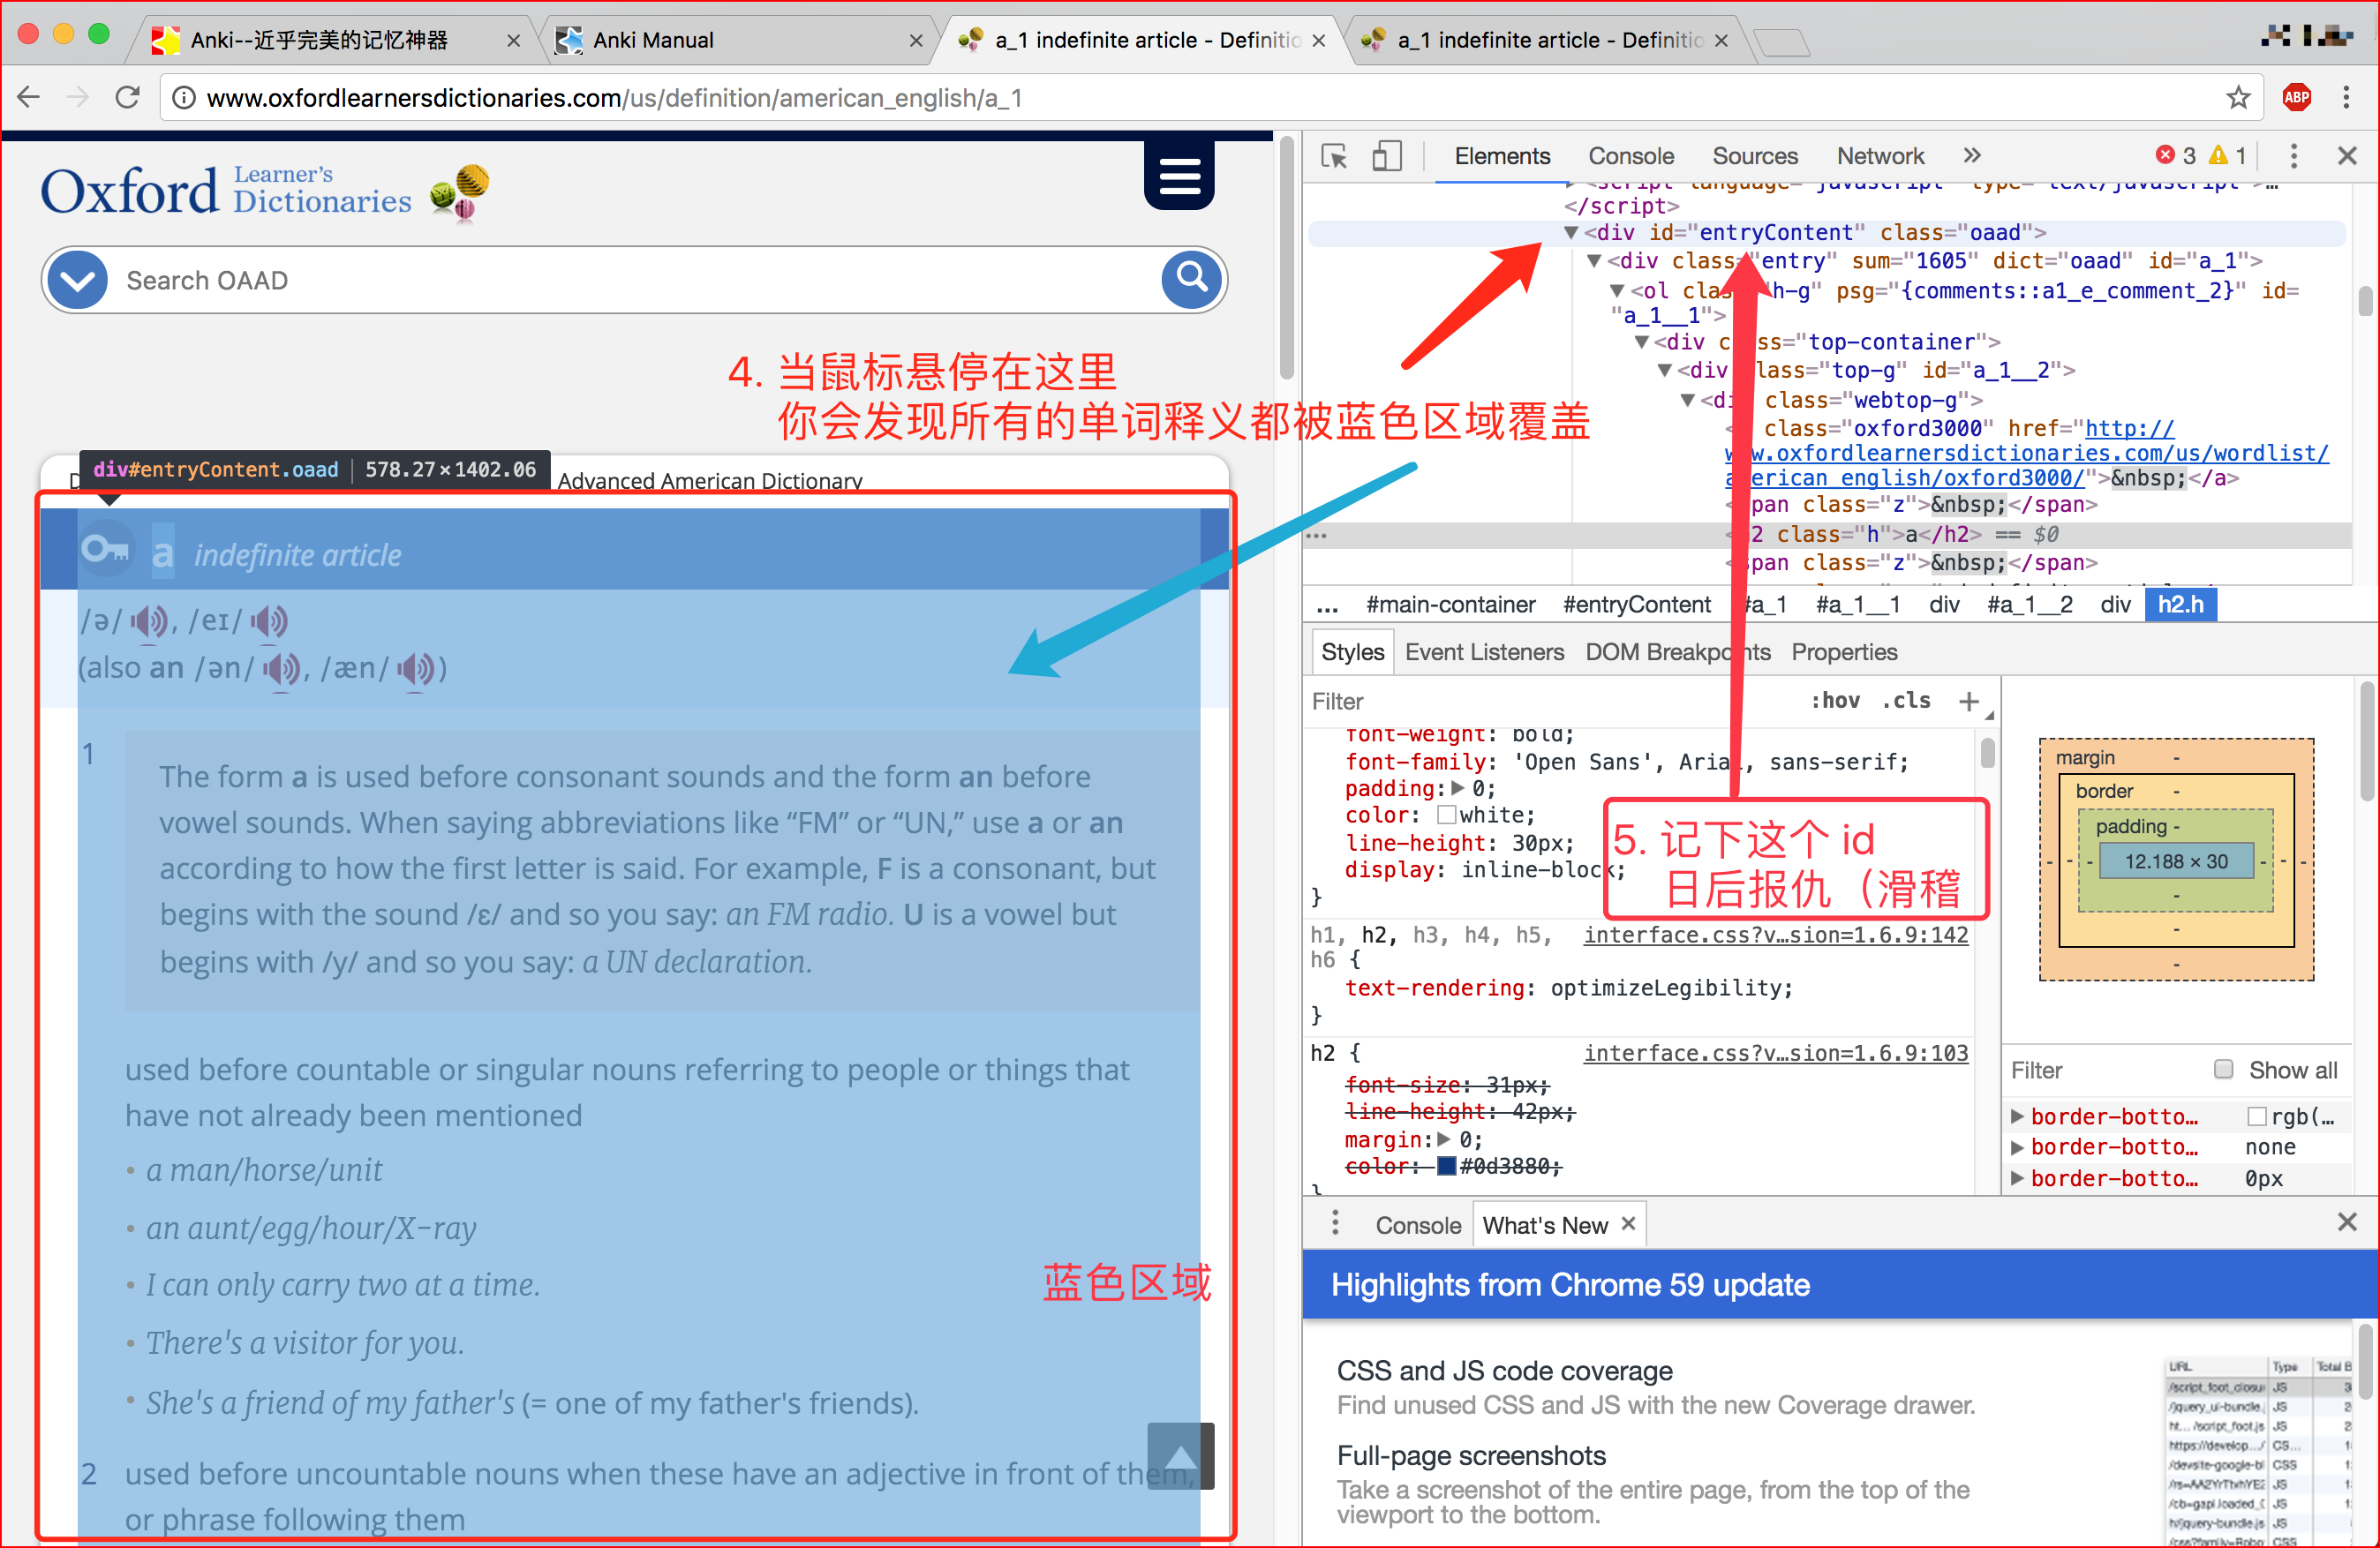 Anki--近乎完美的记忆神器
Anki Manual
a_1 indefinite article - Definitio
a_1 indefinite article - Definitio
www.oxfordlearnersdictionaries.com/us/definition/american_english/a_1
ABP
Oxford Learner's Dictionaries
Search OAAD
4. 当鼠标悬停在这里
你会发现所有的单词释义都被蓝色区域覆盖
div#entryContent.oaad | 578.27×1402.06
Advanced American Dictionary
a indefinite article
/ə/ , /eɪ/
(also an /ən/ , /æn/ )
1
The form a is used before consonant sounds and the form an before
vowel sounds. When saying abbreviations like “FM” or “UN,” use a or an
according to how the first letter is said. For example, F is a consonant, but
begins with the sound /ɛ/ and so you say: an FM radio. U is a vowel but
begins with /y/ and so you say: a UN declaration.
used before countable or singular nouns referring to people or things that
have not already been mentioned
• a man/horse/unit
• an aunt/egg/hour/X-ray
• I can only carry two at a time.
• There's a visitor for you.
• She's a friend of my father's (= one of my father's friends).
蓝色区域
2 used before uncountable nouns when these have an adjective in front of them,
or phrase following them
Elements Console Sources Network » 3 1
<script language="javascript" type="text/javascript">…
</script>
▼<div id="entryContent" class="oaad">
▼<div class="entry" sum="1605" dict="oaad" id="a_1">
▼<ol class="h-g" psg="{comments::a1_e_comment_2}" id=
"a_1__1">
▼<div class="top-container">
▼<div class="top-g" id="a_1__2">
▼<div class="webtop-g">
class="oxford3000" href="http://
www.oxfordlearnersdictionaries.com/us/wordlist/
american_english/oxford3000/">&nbsp;</a>
<span class="z">&nbsp;</span>
… <h2 class="h">a</h2> == $0
<span class="z">&nbsp;</span>
... #main-container #entryContent #a_1 #a_1__1 div #a_1__2 div h2.h
Styles Event Listeners DOM Breakpoints Properties
Filter :hov .cls +
font-weight: bold;
font-family: 'Open Sans', Arial, sans-serif;
padding:▶ 0;
color: white;
line-height: 30px;
display: inline-block;
}
5. 记下这个 id
日后报仇（滑稽
h1, h2, h3, h4, h5, interface.css?v…sion=1.6.9:142
h6 {
text-rendering: optimizeLegibility;
}
h2 { interface.css?v…sion=1.6.9:103
font-size: 31px;
line-height: 42px;
margin:▶ 0;
color: #0d3880;
}
margin -
border -
padding -
- - - 12.188 × 30 - - -
-
-
-
Filter Show all
▶ border-botto… rgb(…
▶ border-botto… none
▶ border-botto… 0px
Console What's New ×
Highlights from Chrome 59 update
CSS and JS code coverage
Find unused CSS and JS with the new Coverage drawer.
Full-page screenshots
Take a screenshot of the entire page, from the top of the
viewport to the bottom.
URL Type Total B